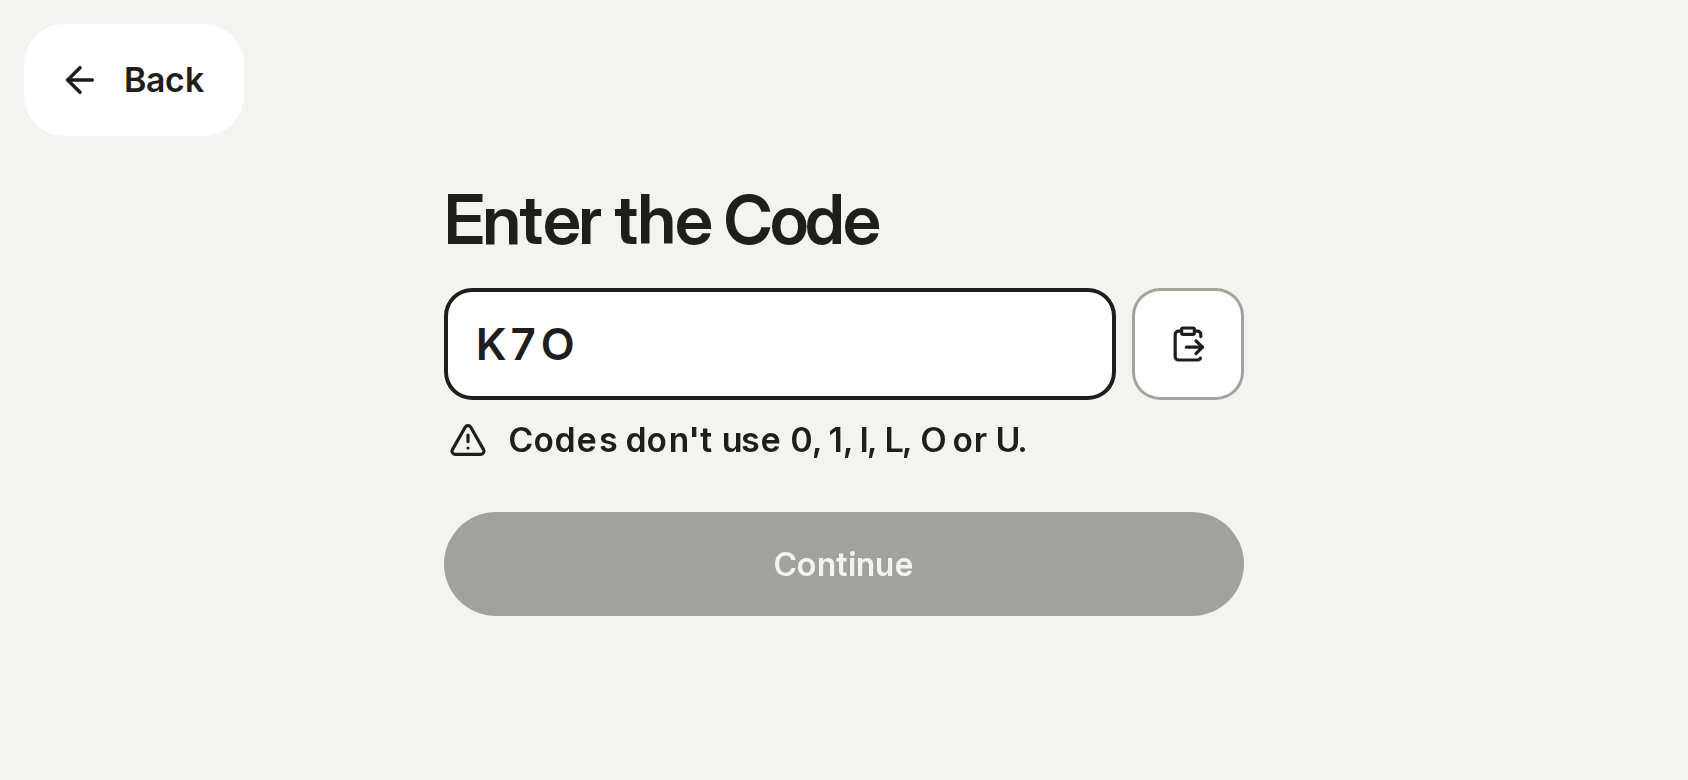 Back
Enter the Code
K7O
Codes don't use 0, 1, I, L, O or U.
Continue